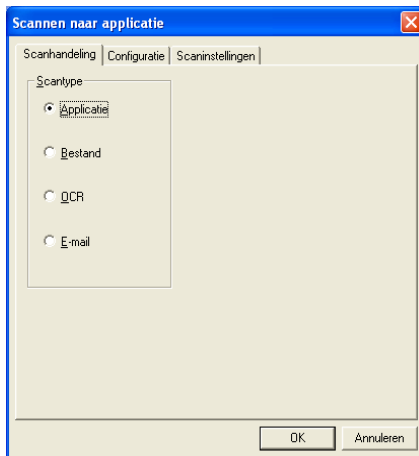 Scannen naar applicatie
Scanhandeling Configuratie Scaninstellingen
Scantype
Applicatie
Bestand
OCR
E-mail
OK Annuleren